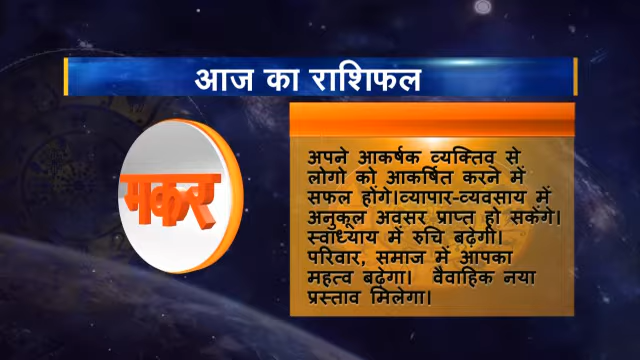 आज का राशिफल
मकर
अपने आकर्षक व्यक्तिव से
लोगो को आकर्षित करने में
सफल होंगे।व्यापार-व्यवसाय में
अनुकूल अवसर प्राप्त हो सकेंगे।
स्वाध्याय में रुचि बढ़ेगी।
परिवार, समाज में आपका
महत्व बढ़ेगा।  वैवाहिक नया
प्रस्ताव मिलेगा।